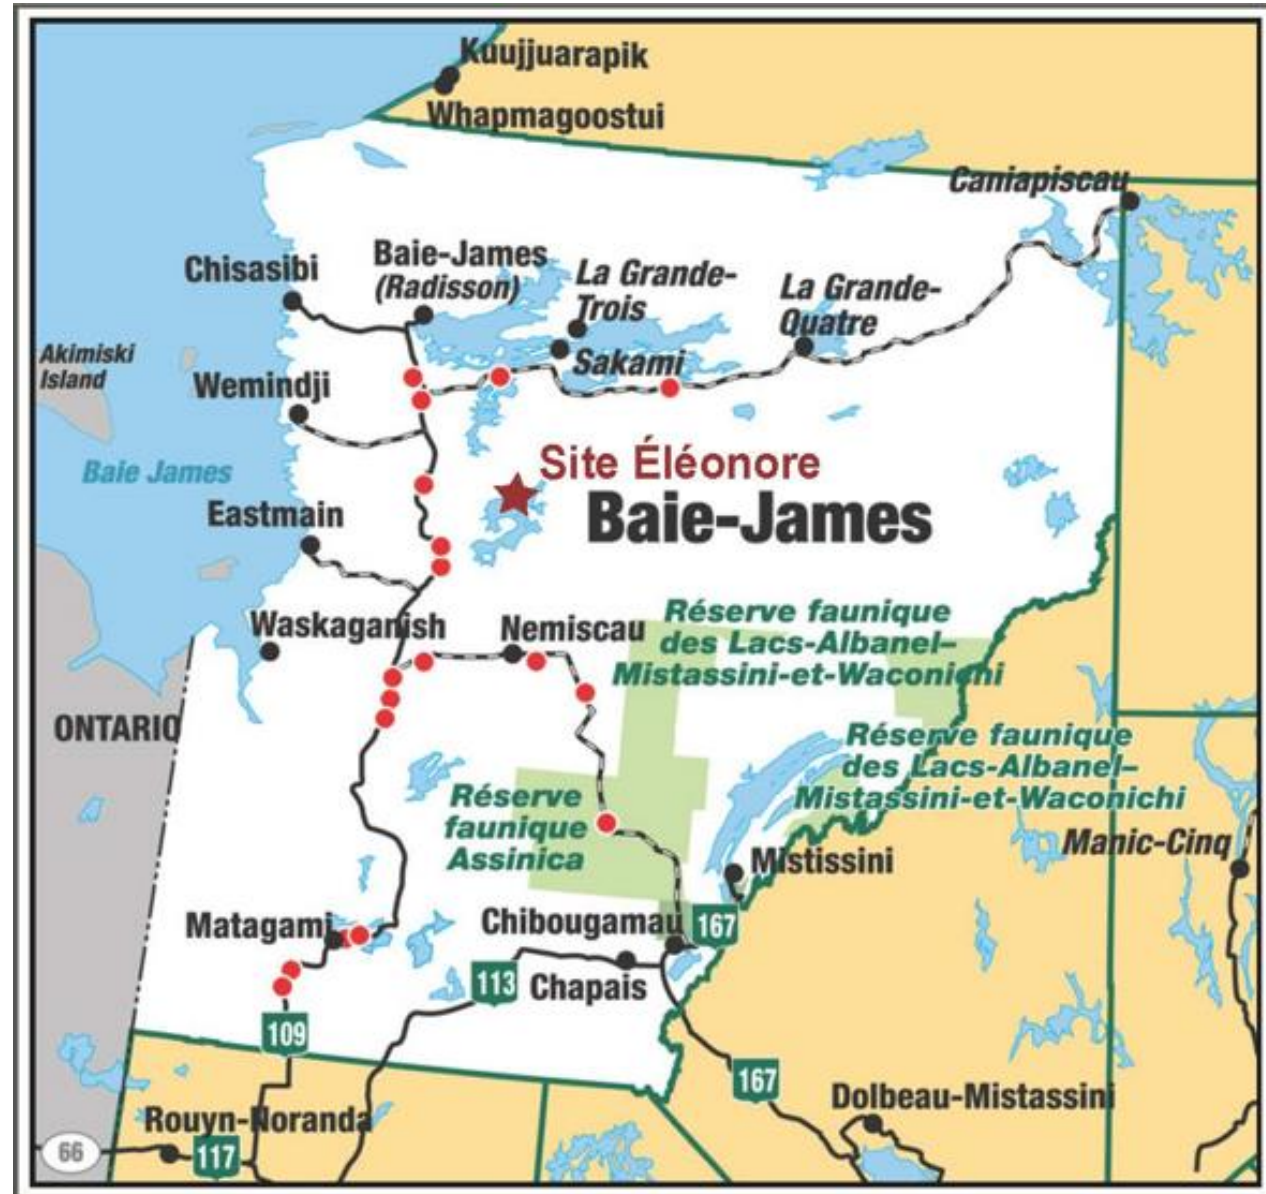 Kuujjuarapik
Whapmagoostui
Caniapiscau
Chisasibi
Baie-James
(Radisson)
La Grande-
Trois
La Grande-
Quatre
Akimiski
Island
Sakami
Wemindji
Baie James
Site Éléonore
Baie-James
Eastmain
Waskaganish
Nemiscau
Réserve faunique
des Lacs-Albanel–
Mistassini-et-Waconichi
ONTARIO
Réserve faunique
des Lacs-Albanel–
Mistassini-et-Waconichi
Réserve
faunique
Assinica
Manic-Cinq
Mistissini
Matagami
Chibougamau
167
113
Chapais
109
167
Dolbeau-Mistassini
Rouyn-Noranda
66
117